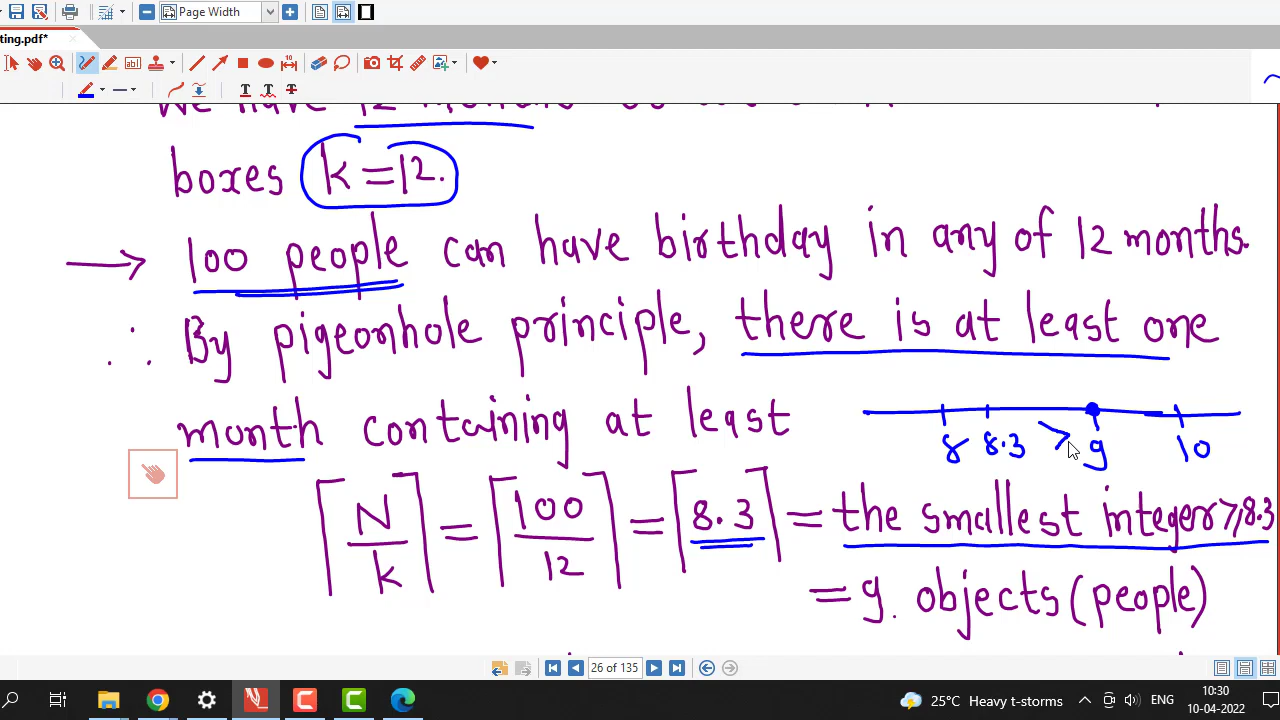 Page Width
ting.pdf*
boxes k=12.
→ 100 people can have birthday in any of 12 months.
∴ By pigeonhole principle, there is at least one
month containing at least
8 8.3 > 9 10
⌈N/k⌉ = ⌈100/12⌉ = ⌈8.3⌉ = the smallest integer ≥ 8.3
= 9. objects (people)
26 of 135
25°C Heavy t-storms ENG 10:30
10-04-2022